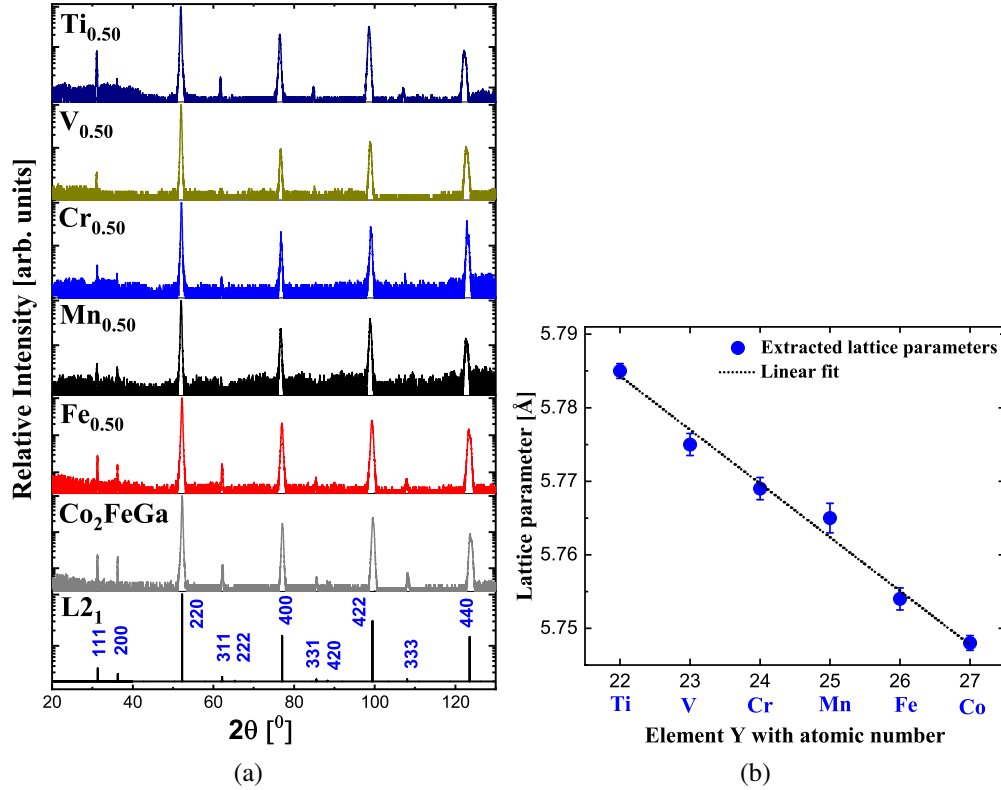 Relative Intensity [arb. units]
Ti0.50
V0.50
Cr0.50
Mn0.50
Fe0.50
Co2FeGa
L21
111
200
220
311
222
400
331
420
422
333
440
20 40 60 80 100 120
2θ [⁰]
(a)
Lattice parameter [Å]
5.79
5.78
5.77
5.76
5.75
Extracted lattice parameters
Linear fit
22 23 24 25 26 27
Ti V Cr Mn Fe Co
Element Y with atomic number
(b)